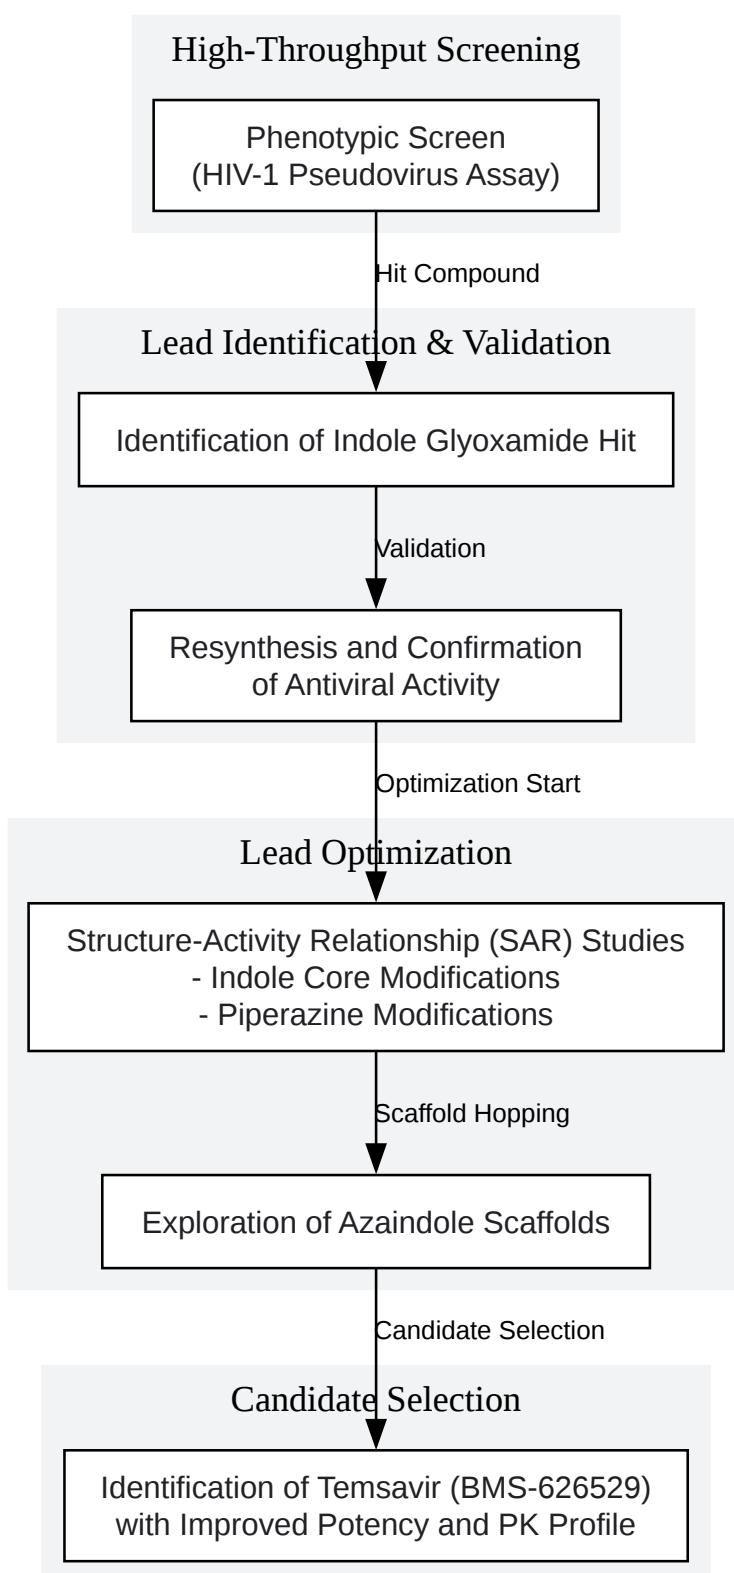 High-Throughput Screening
Phenotypic Screen
(HIV-1 Pseudovirus Assay)
Hit Compound
Lead Identification & Validation
Identification of Indole Glyoxamide Hit
Validation
Resynthesis and Confirmation
of Antiviral Activity
Optimization Start
Lead Optimization
Structure-Activity Relationship (SAR) Studies
- Indole Core Modifications
- Piperazine Modifications
Scaffold Hopping
Exploration of Azaindole Scaffolds
Candidate Selection
Candidate Selection
Identification of Temsavir (BMS-626529)
with Improved Potency and PK Profile